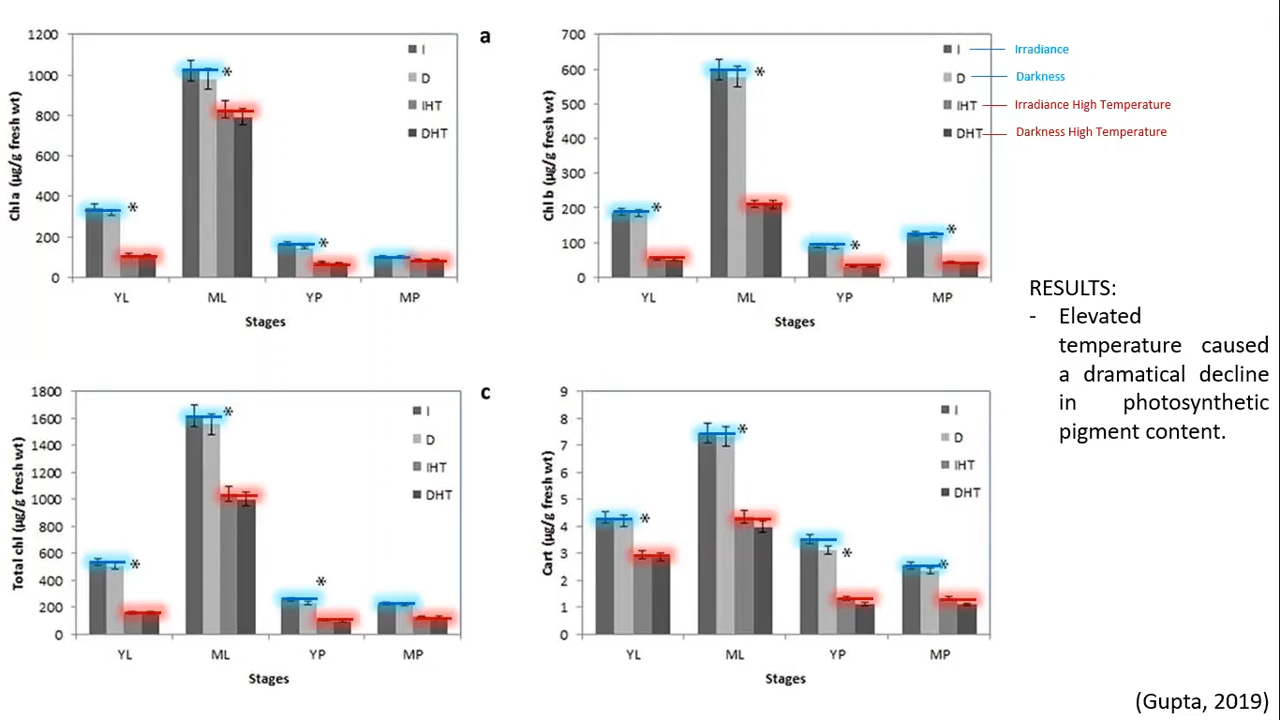 1200
1000
800
600
400
200
0
Chl a (µg/g fresh wt)
YL ML YP MP
Stages
I
D
IHT
DHT
a
700
600
500
400
300
200
100
0
Chl b (µg/g fresh wt)
YL ML YP MP
Stages
I Irradiance
D Darkness
IHT Irradiance High Temperature
DHT Darkness High Temperature
* * *
* * * *
RESULTS:
- Elevated
temperature caused
a dramatical decline
in photosynthetic
pigment content.
1800
1600
1400
1200
1000
800
600
400
200
0
Total chl (µg/g fresh wt)
YL ML YP MP
Stages
I
D
IHT
DHT
c
* * *
9
8
7
6
5
4
3
2
1
0
Cart (µg/g fresh wt)
YL ML YP MP
Stages
I
D
IHT
DHT
* * * *
(Gupta, 2019)